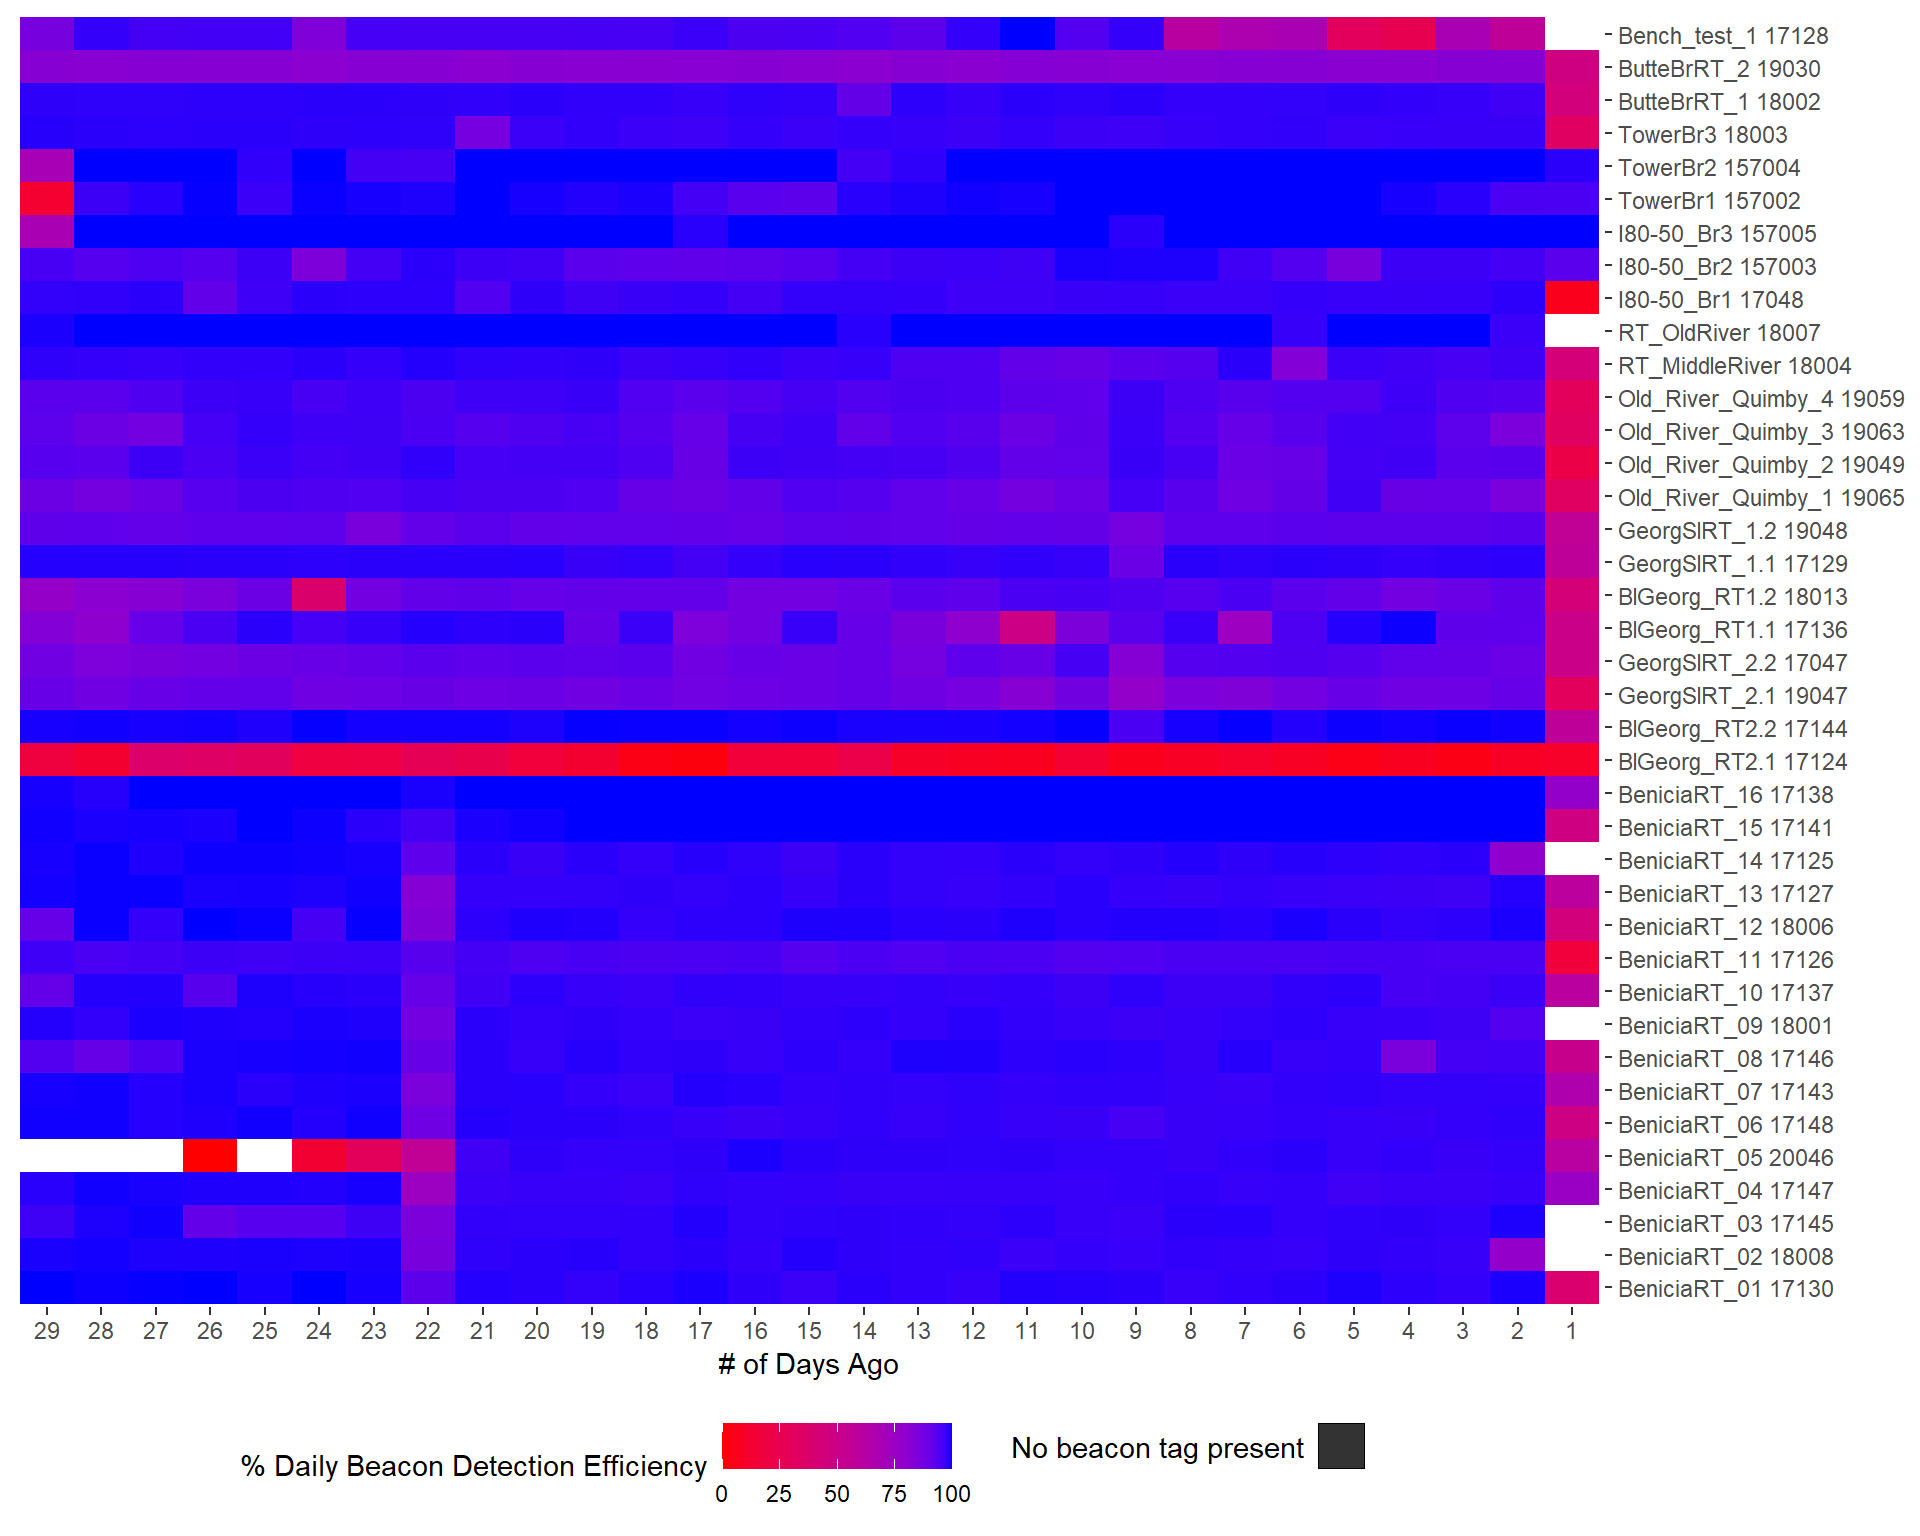 Bench_test_1 17128
ButteBrRT_2 19030
ButteBrRT_1 18002
TowerBr3 18003
TowerBr2 157004
TowerBr1 157002
I80-50_Br3 157005
I80-50_Br2 157003
I80-50_Br1 17048
RT_OldRiver 18007
RT_MiddleRiver 18004
Old_River_Quimby_4 19059
Old_River_Quimby_3 19063
Old_River_Quimby_2 19049
Old_River_Quimby_1 19065
GeorgSlRT_1.2 19048
GeorgSlRT_1.1 17129
BlGeorg_RT1.2 18013
BlGeorg_RT1.1 17136
GeorgSlRT_2.2 17047
GeorgSlRT_2.1 19047
BlGeorg_RT2.2 17144
BlGeorg_RT2.1 17124
BeniciaRT_16 17138
BeniciaRT_15 17141
BeniciaRT_14 17125
BeniciaRT_13 17127
BeniciaRT_12 18006
BeniciaRT_11 17126
BeniciaRT_10 17137
BeniciaRT_09 18001
BeniciaRT_08 17146
BeniciaRT_07 17143
BeniciaRT_06 17148
BeniciaRT_05 20046
BeniciaRT_04 17147
BeniciaRT_03 17145
BeniciaRT_02 18008
BeniciaRT_01 17130
29 28 27 26 25 24 23 22 21 20 19 18 17 16 15 14 13 12 11 10 9 8 7 6 5 4 3 2 1
# of Days Ago
% Daily Beacon Detection Efficiency
0 25 50 75 100
No beacon tag present